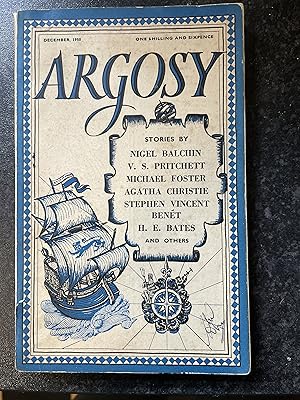 DECEMBER, 1950
ONE SHILLING AND SIXPENCE
ARGOSY
STORIES BY
NIGEL BALCHIN
V. S. PRITCHETT
MICHAEL FOSTER
AGATHA CHRISTIE
STEPHEN VINCENT
BENÉT
H. E. BATES
AND OTHERS